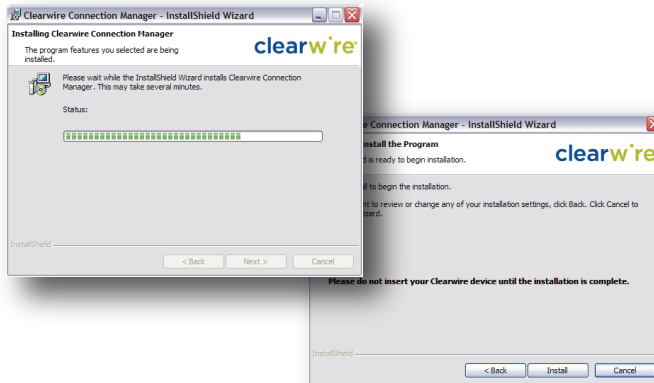 Clearwire Connection Manager - InstallShield Wizard
Installing Clearwire Connection Manager
The program features you selected are being
installed.
clearw're
Please wait while the InstallShield Wizard installs Clearwire Connection
Manager. This may take several minutes.
Status:
InstallShield
< Back Next > Cancel
Connection Manager - InstallShield Wizard
Install the Program
is ready to begin installation.
clearw're
to begin the installation.
to review or change any of your installation settings, click Back. Click Cancel to
Please do not insert your Clearwire device until the installation is complete.
InstallShield
< Back Install Cancel